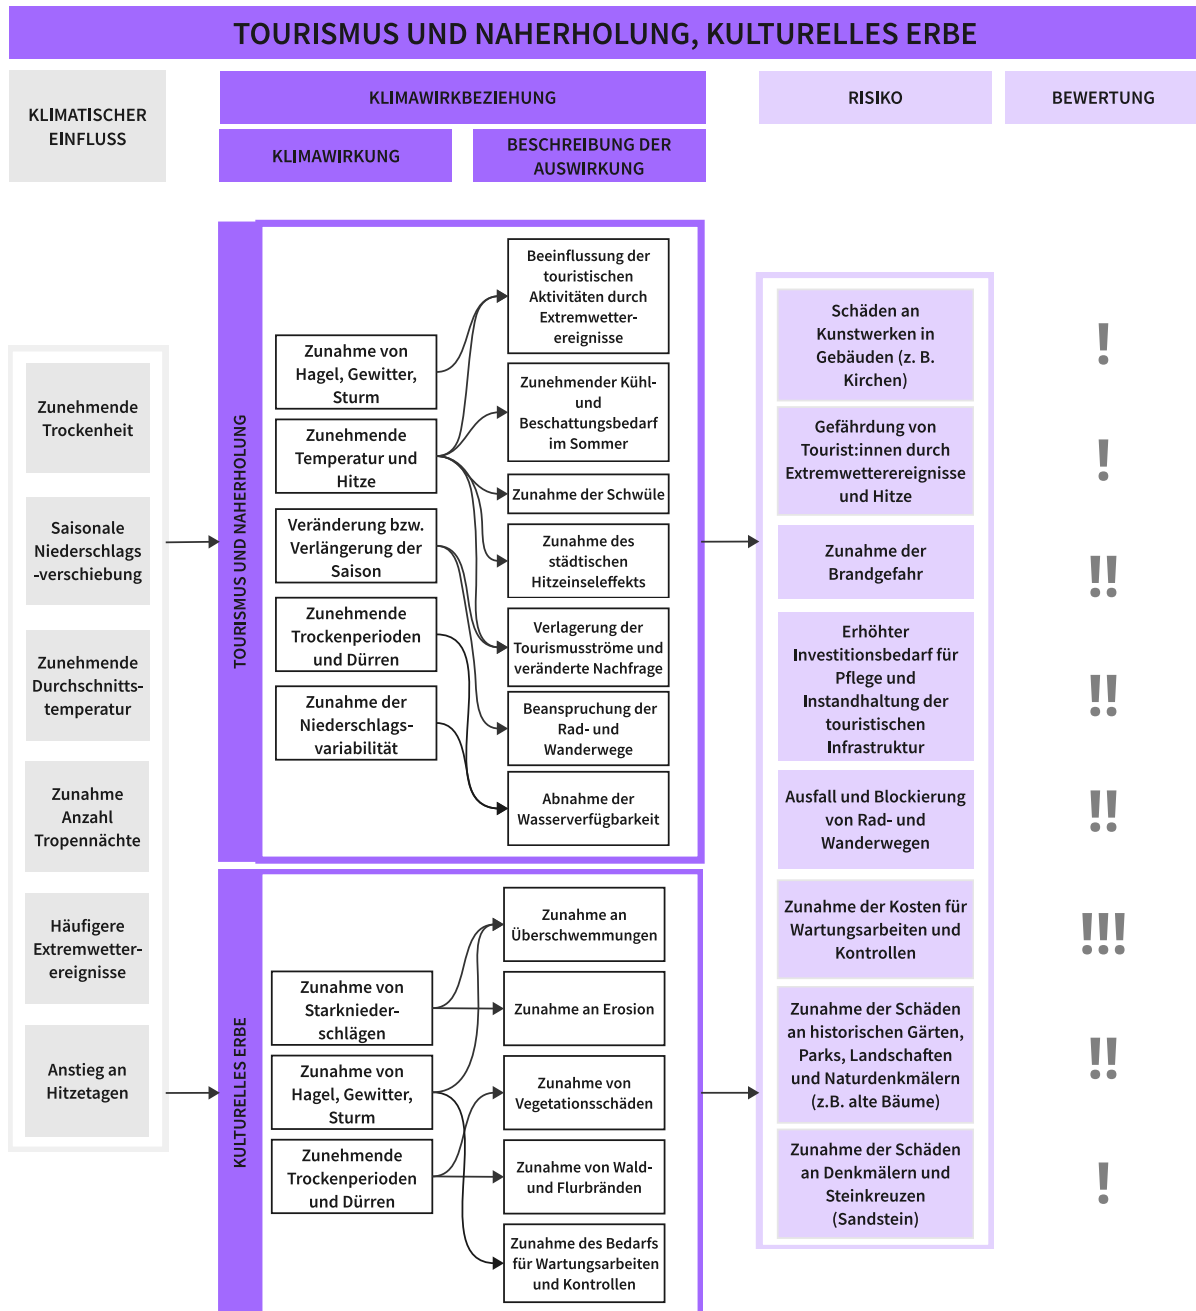 TOURISMUS UND NAHERHOLUNG, KULTURELLES ERBE
KLIMATISCHER
EINFLUSS
KLIMAWIRKBEZIEHUNG
KLIMAWIRKUNG
BESCHREIBUNG DER
AUSWIRKUNG
RISIKO
BEWERTUNG
Zunehmende
Trockenheit
Saisonale
Niederschlags
-verschiebung
Zunehmende
Durchschnitts-
temperatur
Zunahme
Anzahl
Tropennächte
Häufigere
Extremwetter-
ereignisse
Anstieg an
Hitzetagen
TOURISMUS UND NAHERHOLUNG
Zunahme von
Hagel, Gewitter,
Sturm
Zunehmende
Temperatur und
Hitze
Veränderung bzw.
Verlängerung der
Saison
Zunehmende
Trockenperioden
und Dürren
Zunahme der
Niederschlags-
variabilität
Beeinflussung der
touristischen
Aktivitäten durch
Extremwetter-
ereignisse
Zunehmender Kühl-
und
Beschattungsbedarf
im Sommer
Zunahme der Schwüle
Zunahme des
städtischen
Hitzeinseleffekts
Verlagerung der
Tourismusströme und
veränderte Nachfrage
Beanspruchung der
Rad- und
Wanderwege
Abnahme der
Wasserverfügbarkeit
KULTURELLES ERBE
Zunahme von
Starknieder-
schlägen
Zunahme von
Hagel, Gewitter,
Sturm
Zunehmende
Trockenperioden
und Dürren
Zunahme an
Überschwemmungen
Zunahme an Erosion
Zunahme von
Vegetationsschäden
Zunahme von Wald-
und Flurbränden
Zunahme des Bedarfs
für Wartungsarbeiten
und Kontrollen
Schäden an
Kunstwerken in
Gebäuden (z. B.
Kirchen)
!
Gefährdung von
Tourist:innen durch
Extremwetterereignisse
und Hitze
!
Zunahme der
Brandgefahr
!!
Erhöhter
Investitionsbedarf für
Pflege und
Instandhaltung der
touristischen
Infrastruktur
!!
Ausfall und Blockierung
von Rad- und
Wanderwegen
!!
Zunahme der Kosten für
Wartungsarbeiten und
Kontrollen
!!!
Zunahme der Schäden
an historischen Gärten,
Parks, Landschaften
und Naturdenkmälern
(z.B. alte Bäume)
!!
Zunahme der Schäden
an Denkmälern und
Steinkreuzen
(Sandstein)
!